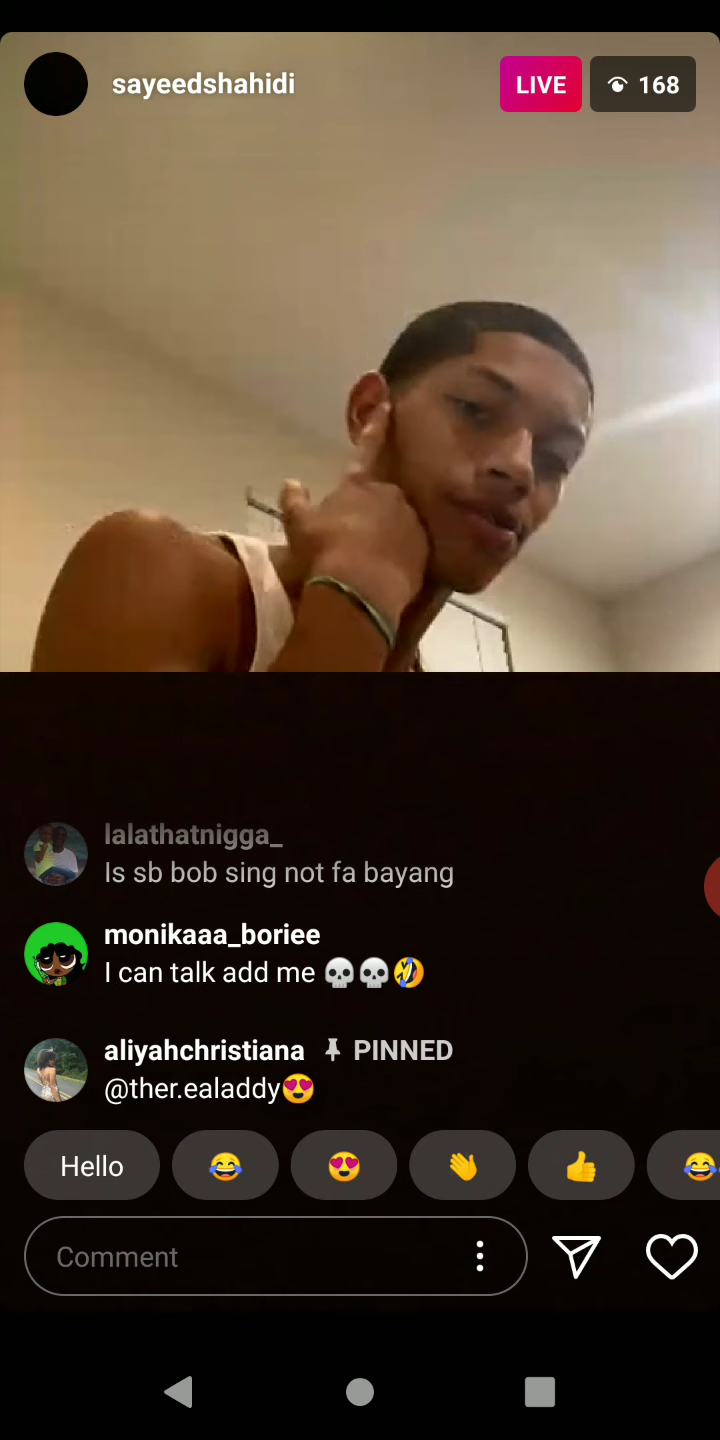 sayeedshahidi
LIVE
168
lalathatnigga_
Is sb bob sing not fa bayang
monikaaa_boriee
I can talk add me 💀💀🤣
aliyahchristiana PINNED
@ther.ealaddy😍
Hello 😂 😍 👋 👍 😂
Comment